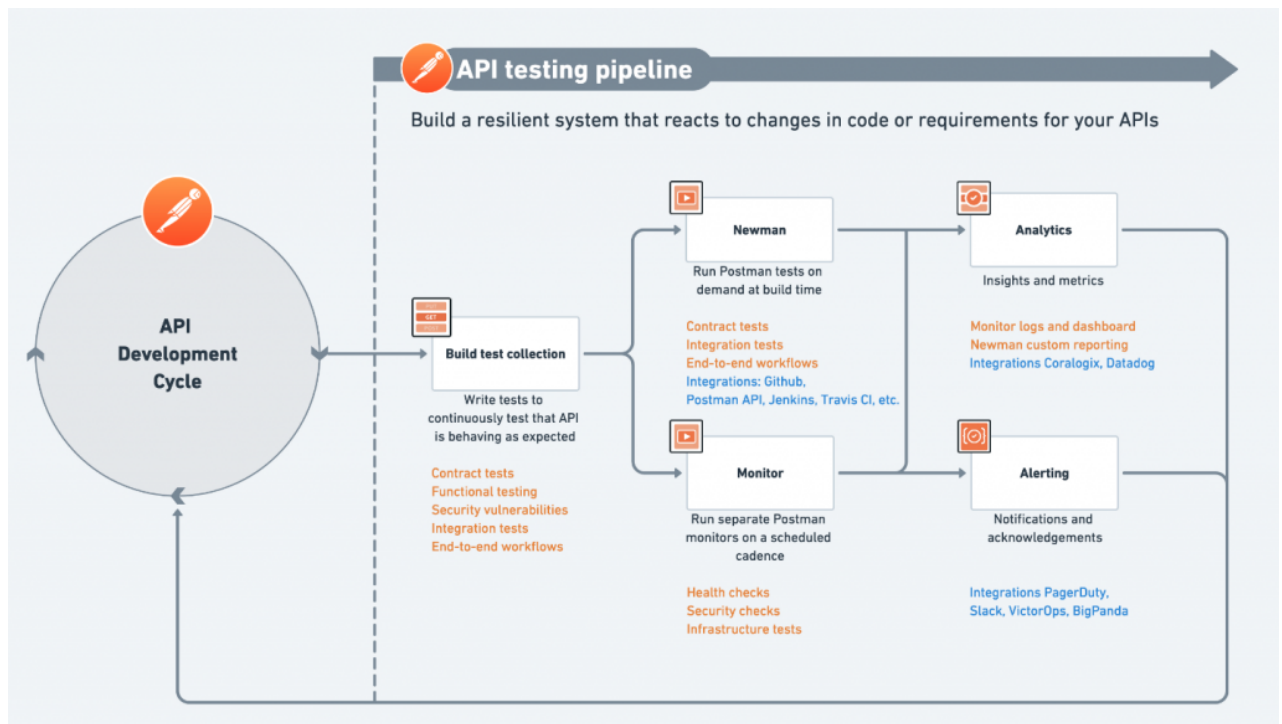 API testing pipeline
Build a resilient system that reacts to changes in code or requirements for your APIs
API
Development
Cycle
GET
Build test collection
Write tests to
continuously test that API
is behaving as expected
Contract tests
Functional testing
Security vulnerabilities
Integration tests
End-to-end workflows
Newman
Run Postman tests on
demand at build time
Contract tests
Integration tests
End-to-end workflows
Integrations: Github,
Postman API, Jenkins, Travis CI, etc.
Monitor
Run separate Postman
monitors on a scheduled
cadence
Health checks
Security checks
Infrastructure tests
Analytics
Insights and metrics
Monitor logs and dashboard
Newman custom reporting
Integrations Coralogix, Datadog
Alerting
Notifications and
acknowledgements
Integrations PagerDuty,
Slack, VictorOps, BigPanda